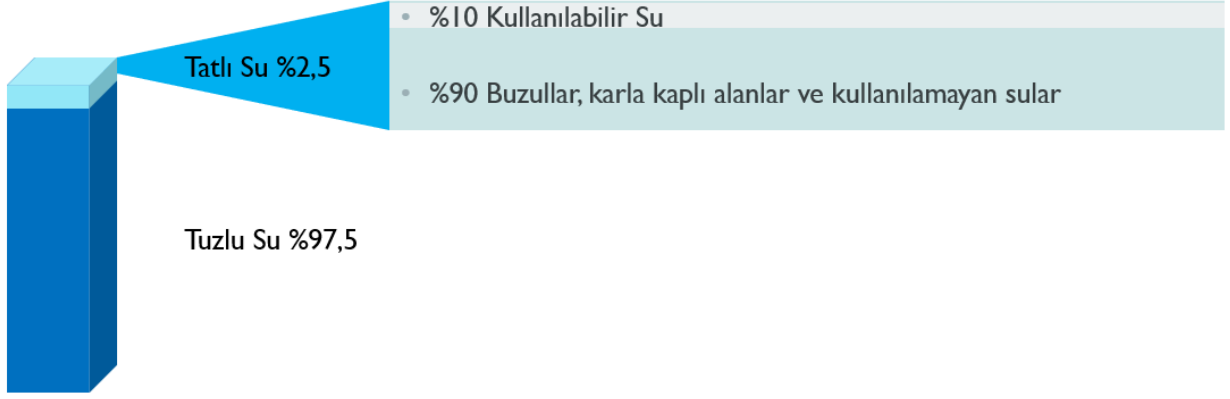 • %10 Kullanılabilir Su
Tatlı Su %2,5
• %90 Buzullar, karla kaplı alanlar ve kullanılamayan sular
Tuzlu Su %97,5